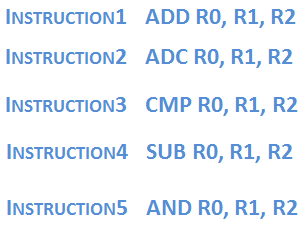 INSTRUCTION1 ADD R0, R1, R2
INSTRUCTION2 ADC R0, R1, R2
INSTRUCTION3 CMP R0, R1, R2
INSTRUCTION4 SUB R0, R1, R2
INSTRUCTION5 AND R0, R1, R2